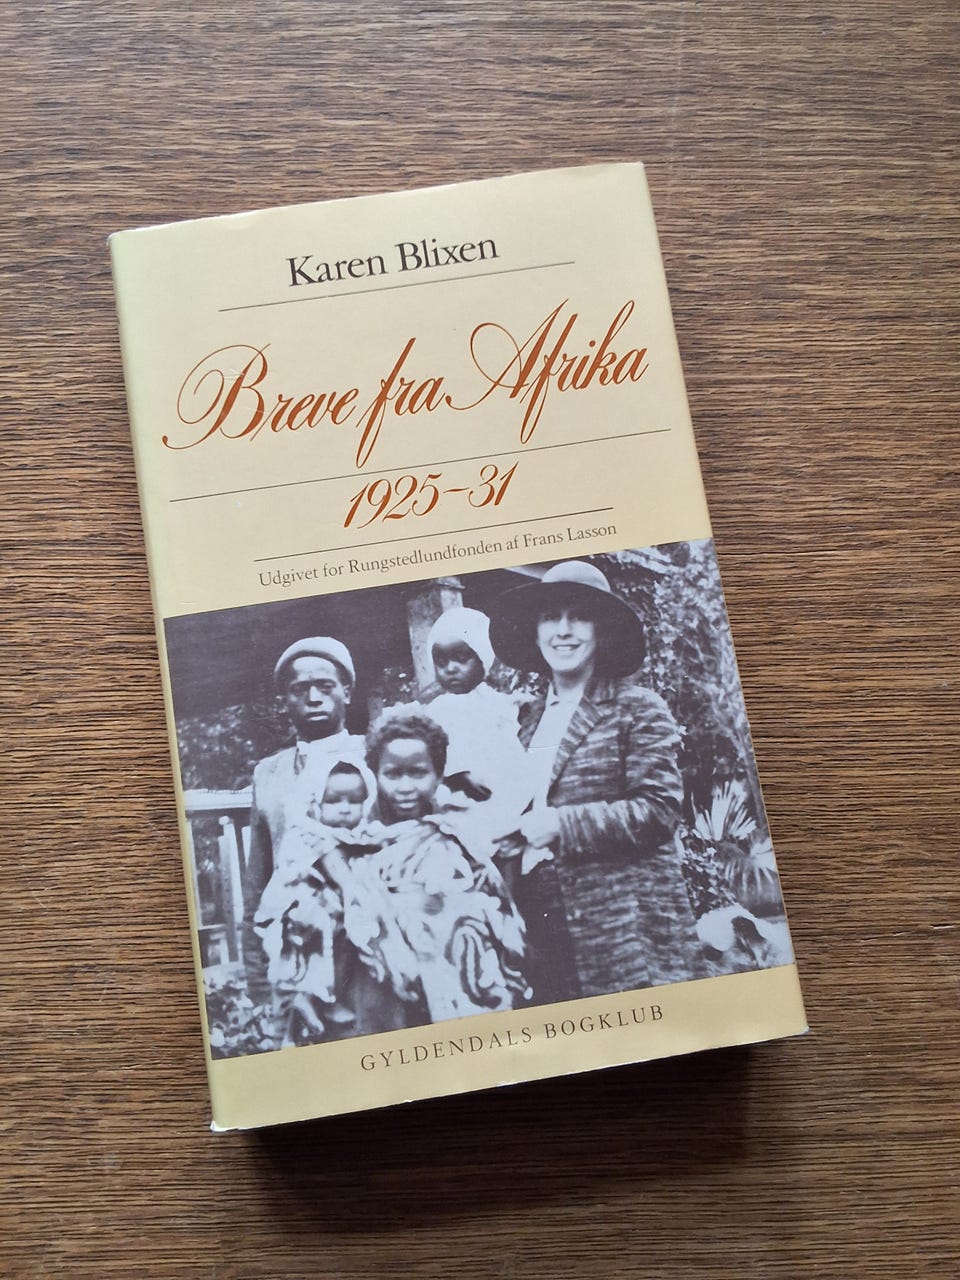 Karen Blixen
Breve fra Afrika
1925-31
Udgivet for Rungstedlundfonden af Frans Lasson
GYLDENDALS BOGKLUB